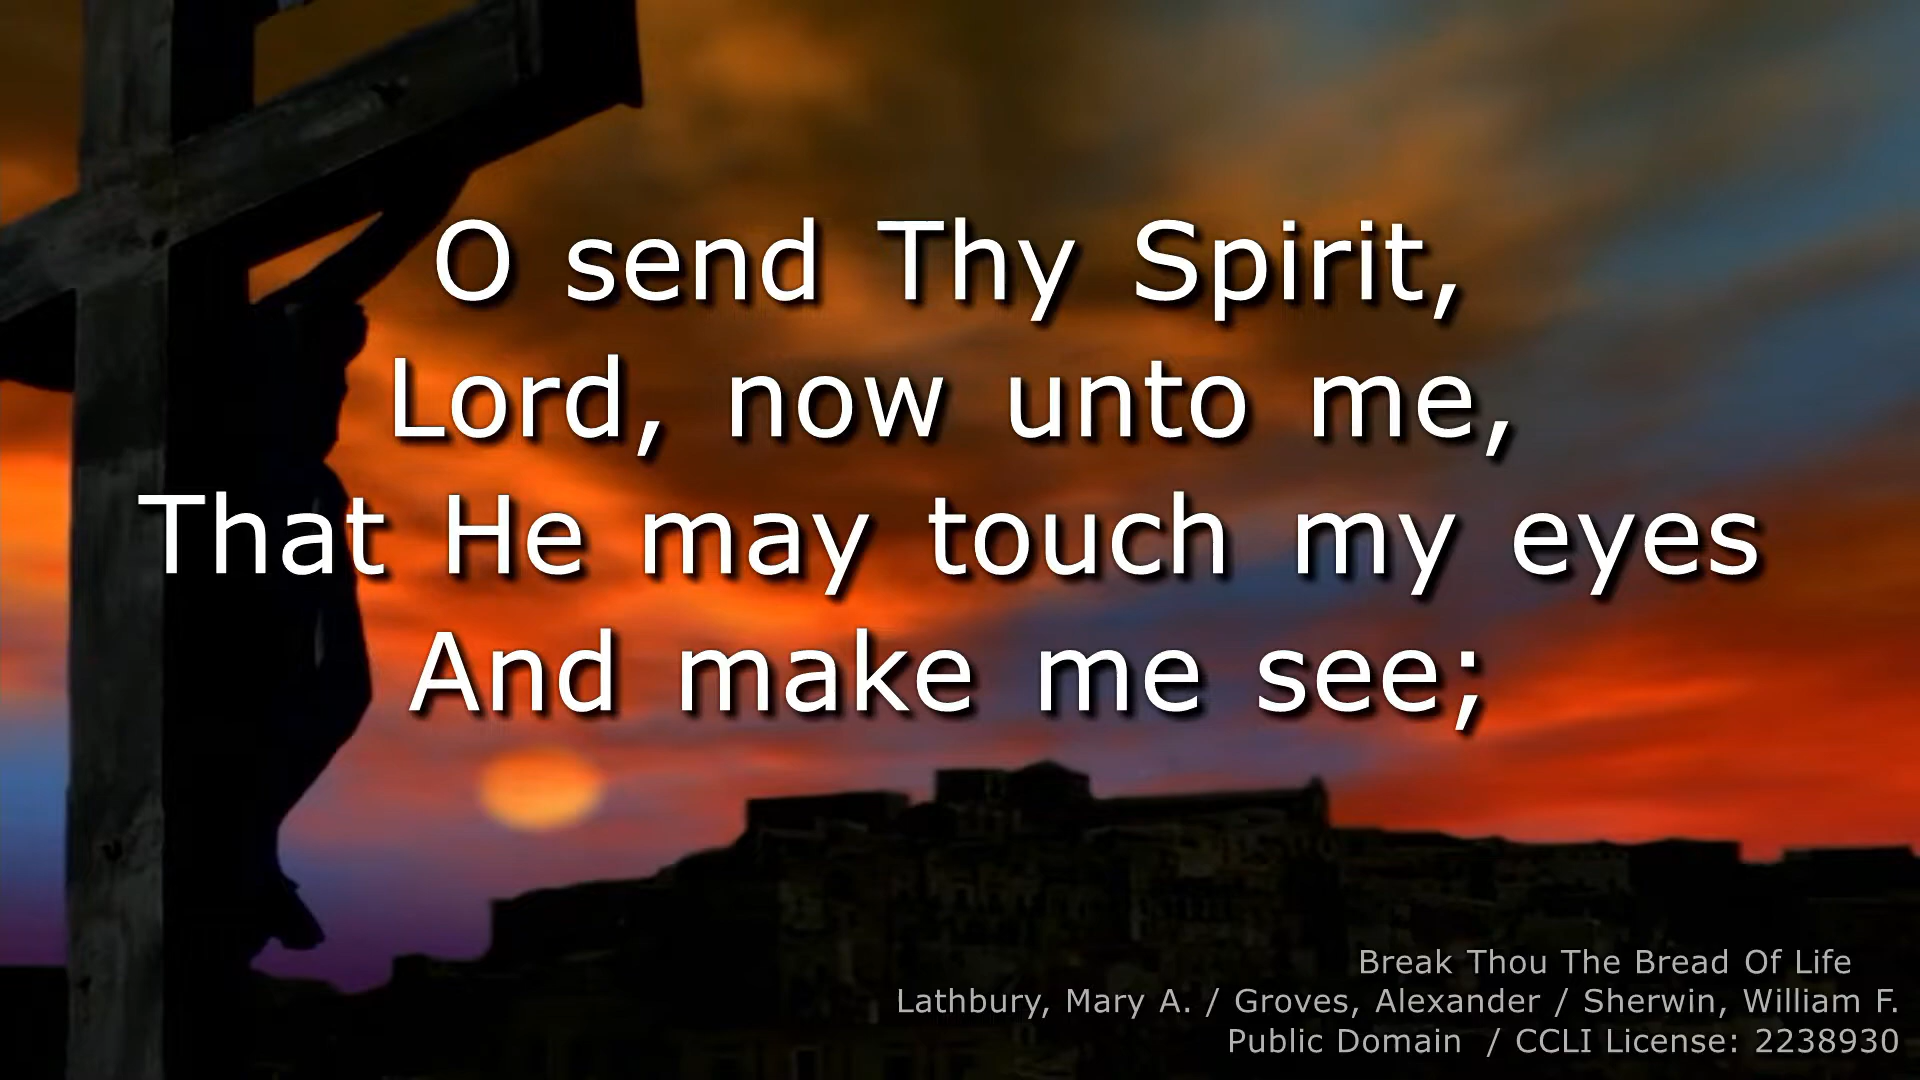 O send Thy Spirit,
Lord, now unto me,
That He may touch my eyes
And make me see;
Break Thou The Bread Of Life
Lathbury, Mary A. / Groves, Alexander / Sherwin, William F.
Public Domain / CCLI License: 2238930